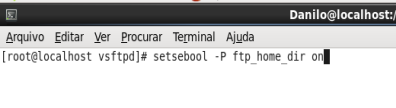 Danilo@localhost:/
Arquivo Editar Ver Procurar Terminal Ajuda
[root@localhost vsftpd]# setsebool -P ftp_home_dir on